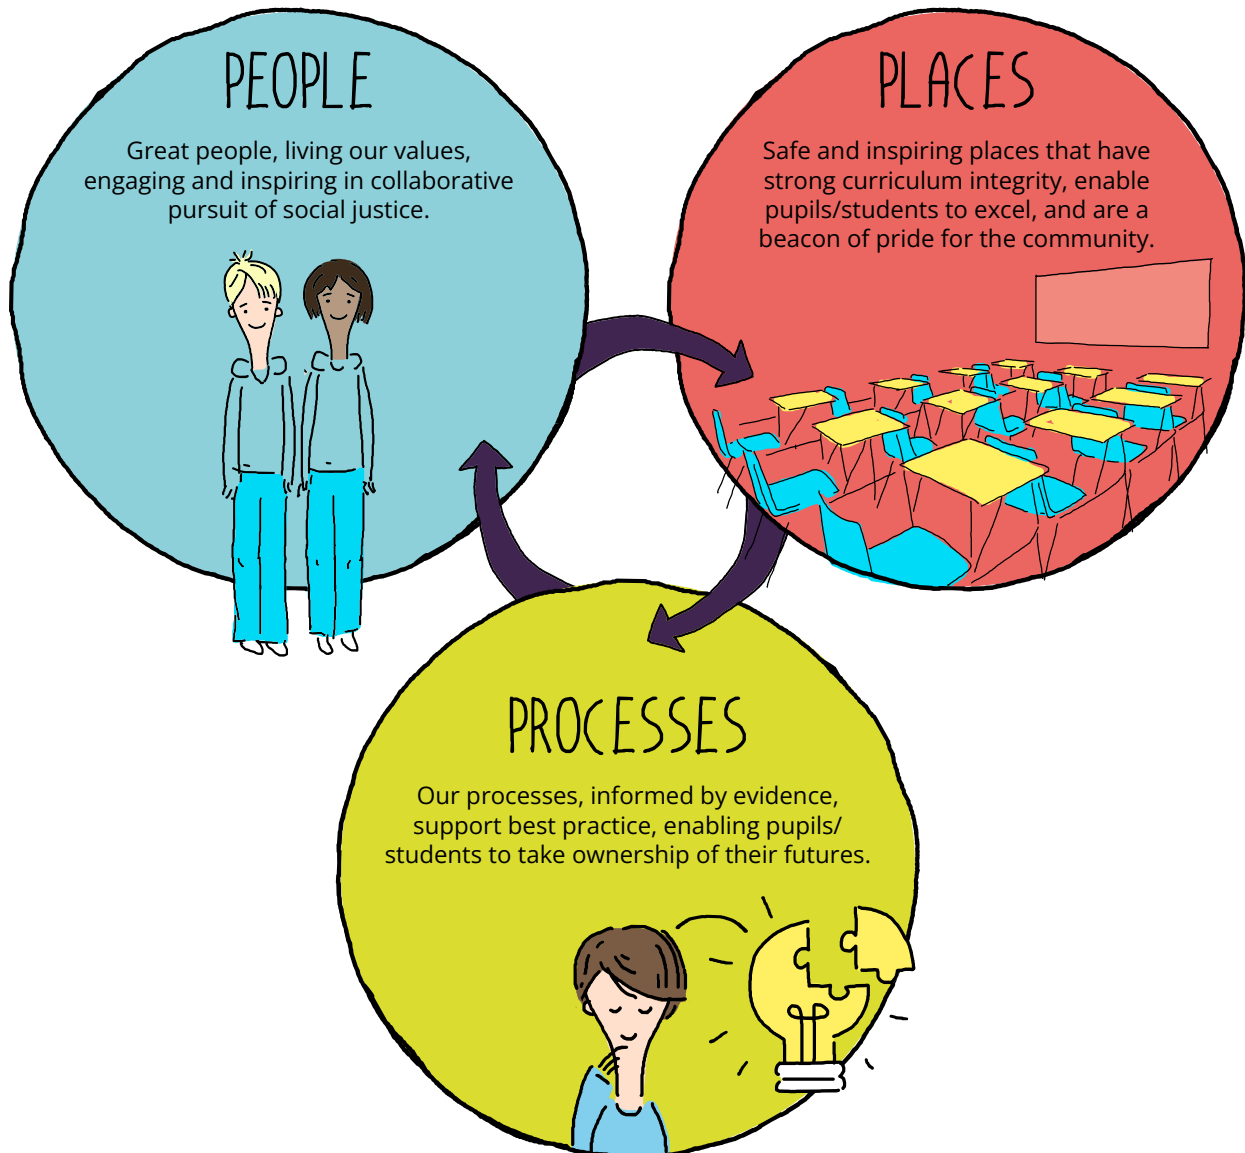 PEOPLE
Great people, living our values,
engaging and inspiring in collaborative
pursuit of social justice.
PLACES
Safe and inspiring places that have
strong curriculum integrity, enable
pupils/students to excel, and are a
beacon of pride for the community.
PROCESSES
Our processes, informed by evidence,
support best practice, enabling pupils/
students to take ownership of their futures.